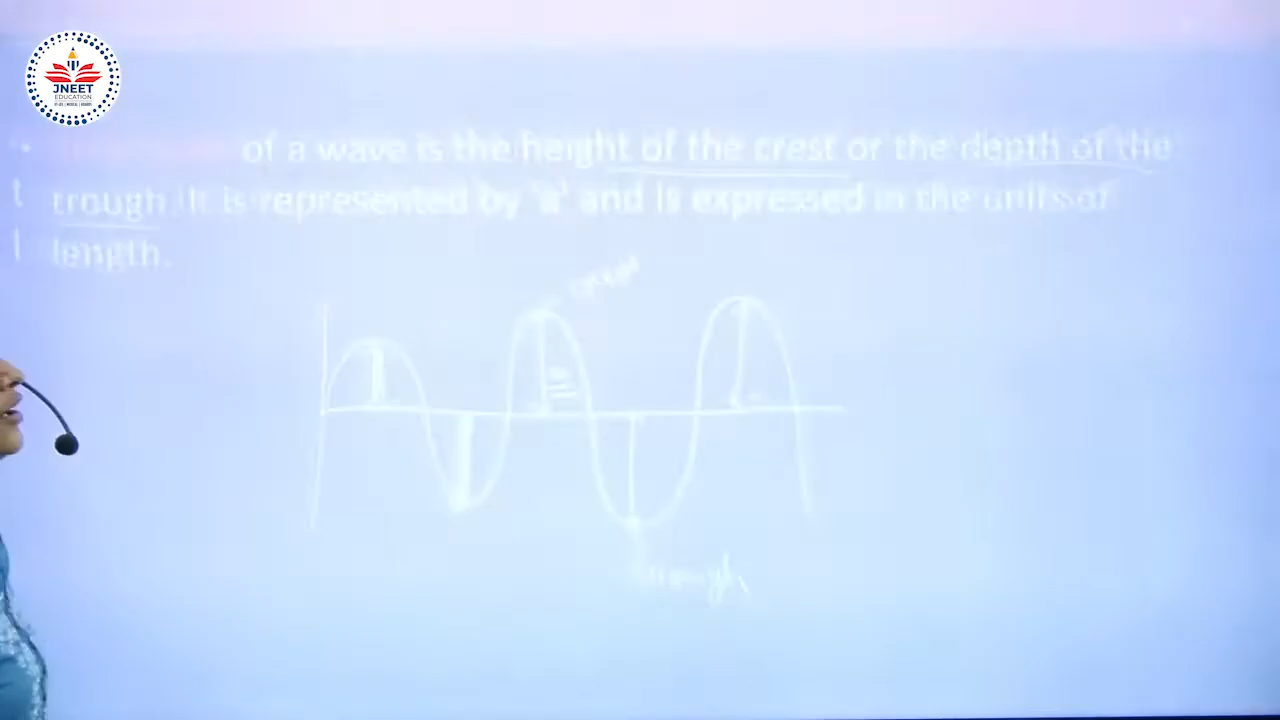 JNEET
EDUCATION
of a wave is the height of the crest or the depth of the
trough. It is represented by 'a' and is expressed in the units of
length.